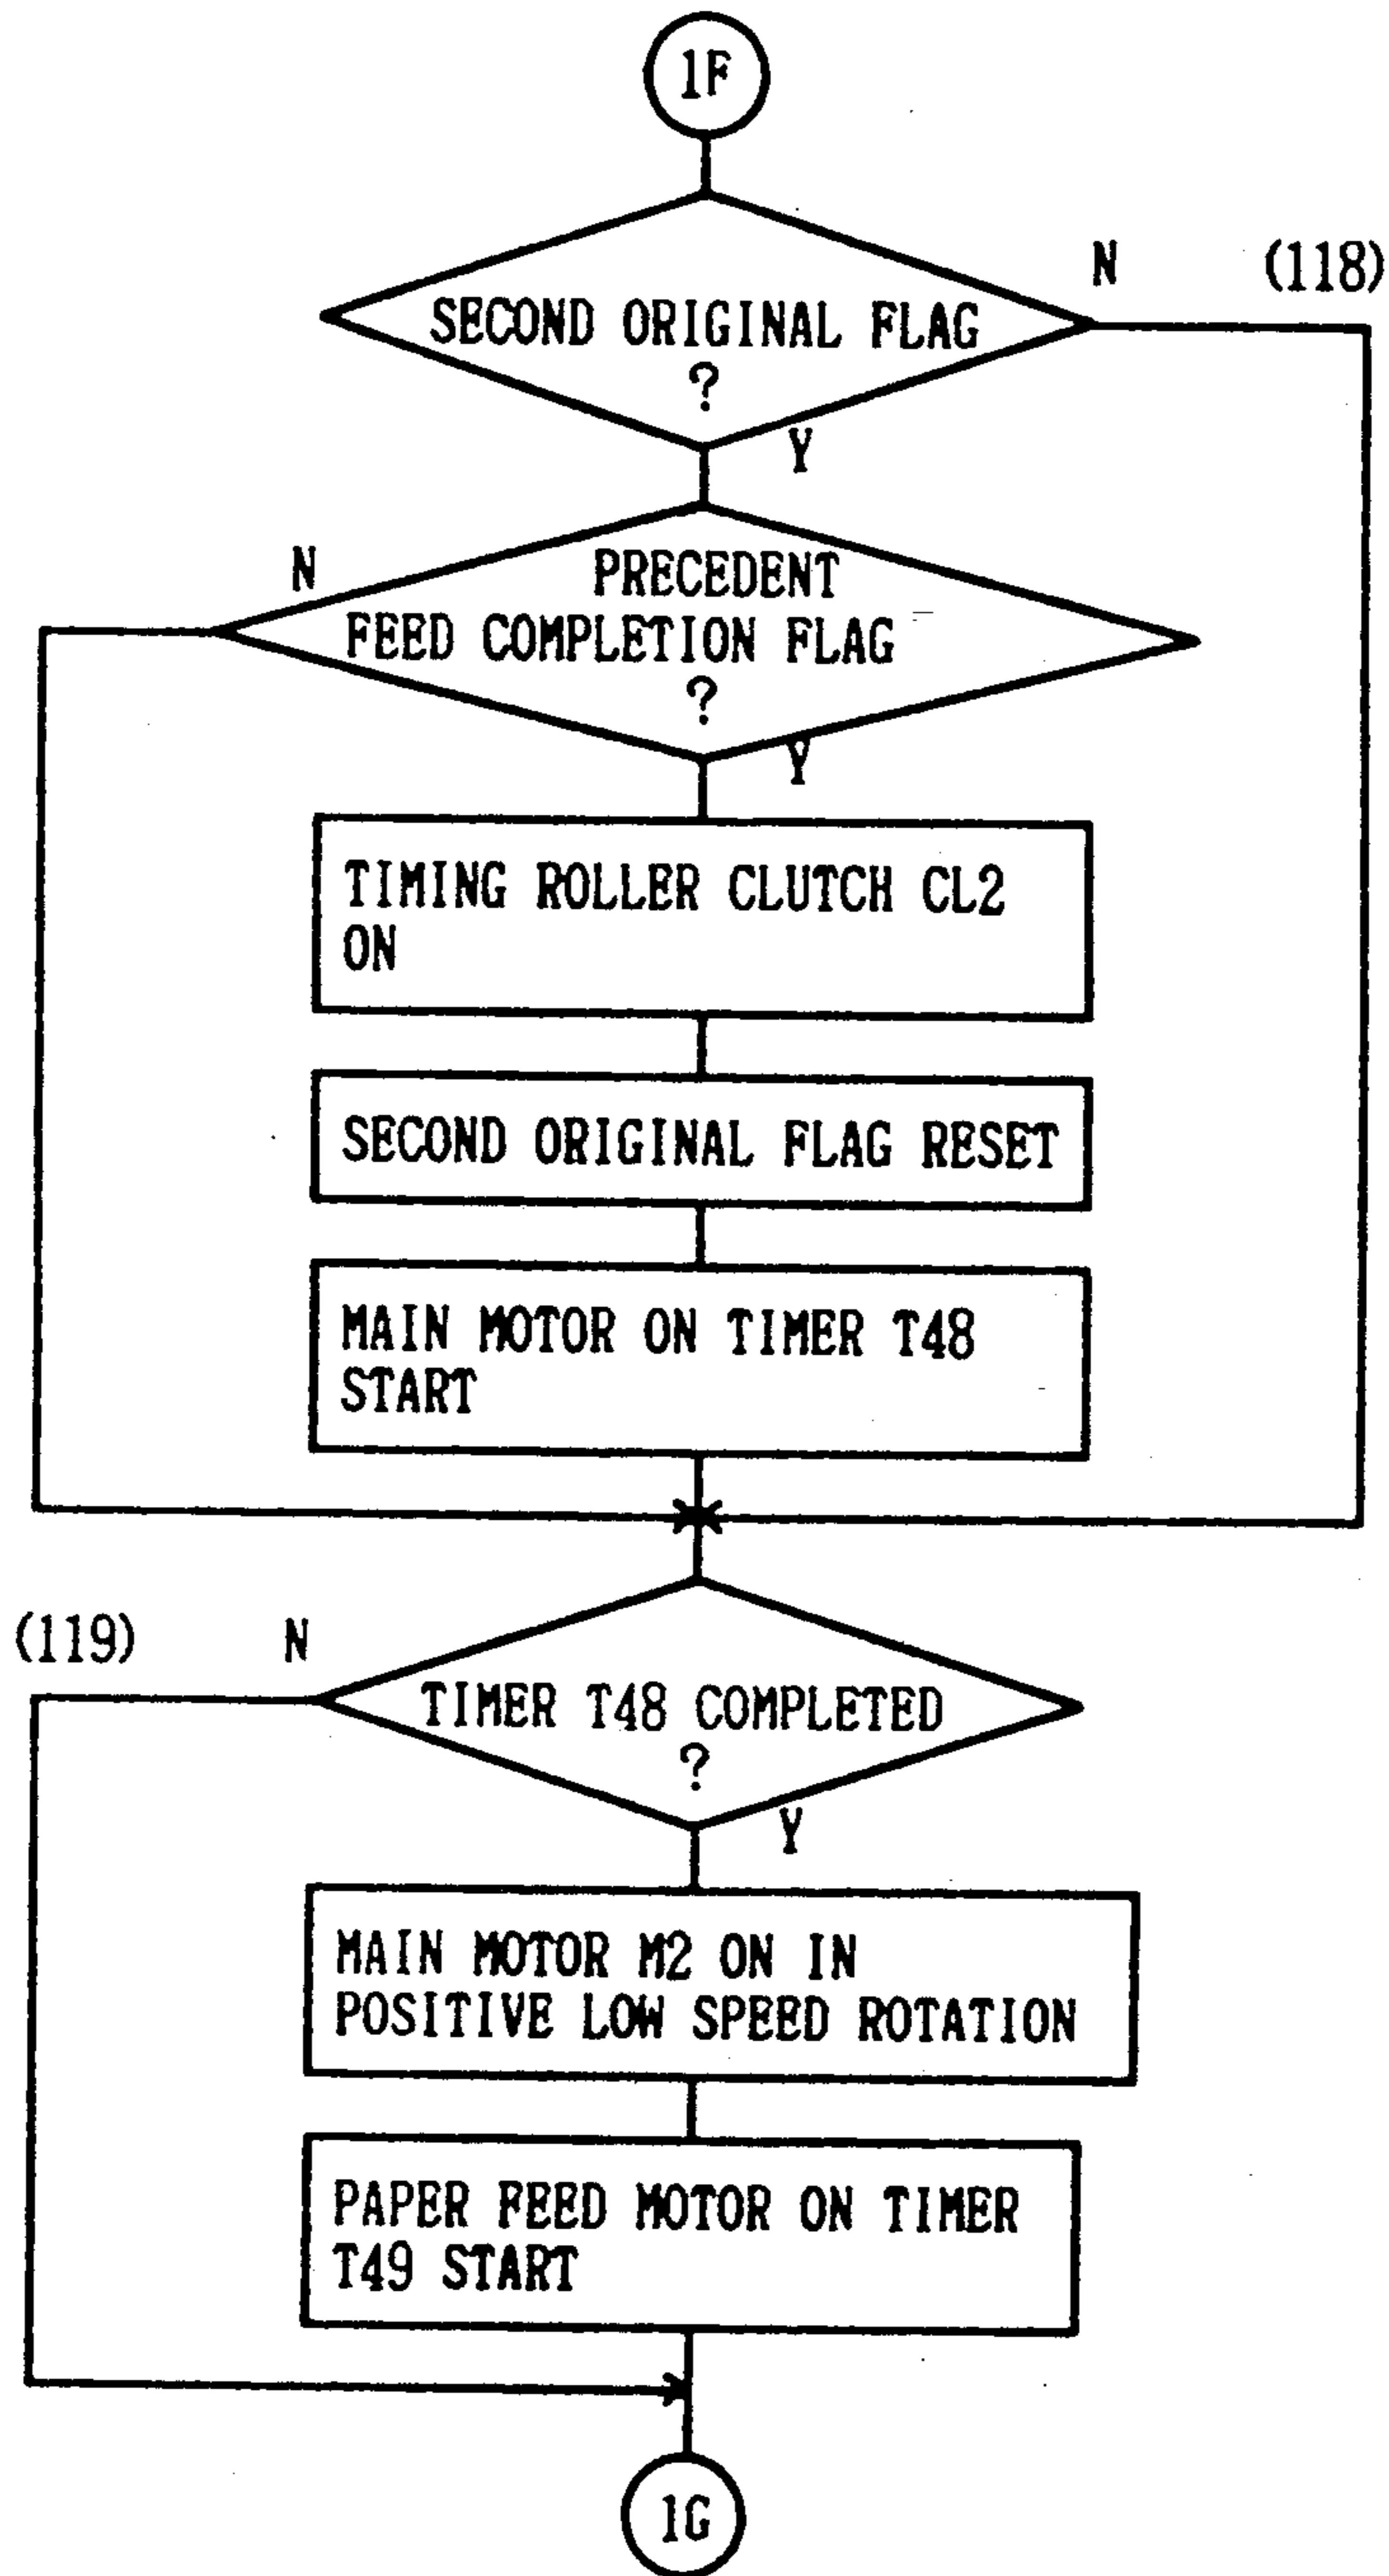 1F
N (118)
SECOND ORIGINAL FLAG
?
Y
N
PRECEDENT
FEED COMPLETION FLAG
?
Y
TIMING ROLLER CLUTCH CL2
ON
SECOND ORIGINAL FLAG RESET
MAIN MOTOR ON TIMER T48
START
(119) N
TIMER T48 COMPLETED
?
Y
MAIN MOTOR M2 ON IN
POSITIVE LOW SPEED ROTATION
PAPER FEED MOTOR ON TIMER
T49 START
1G